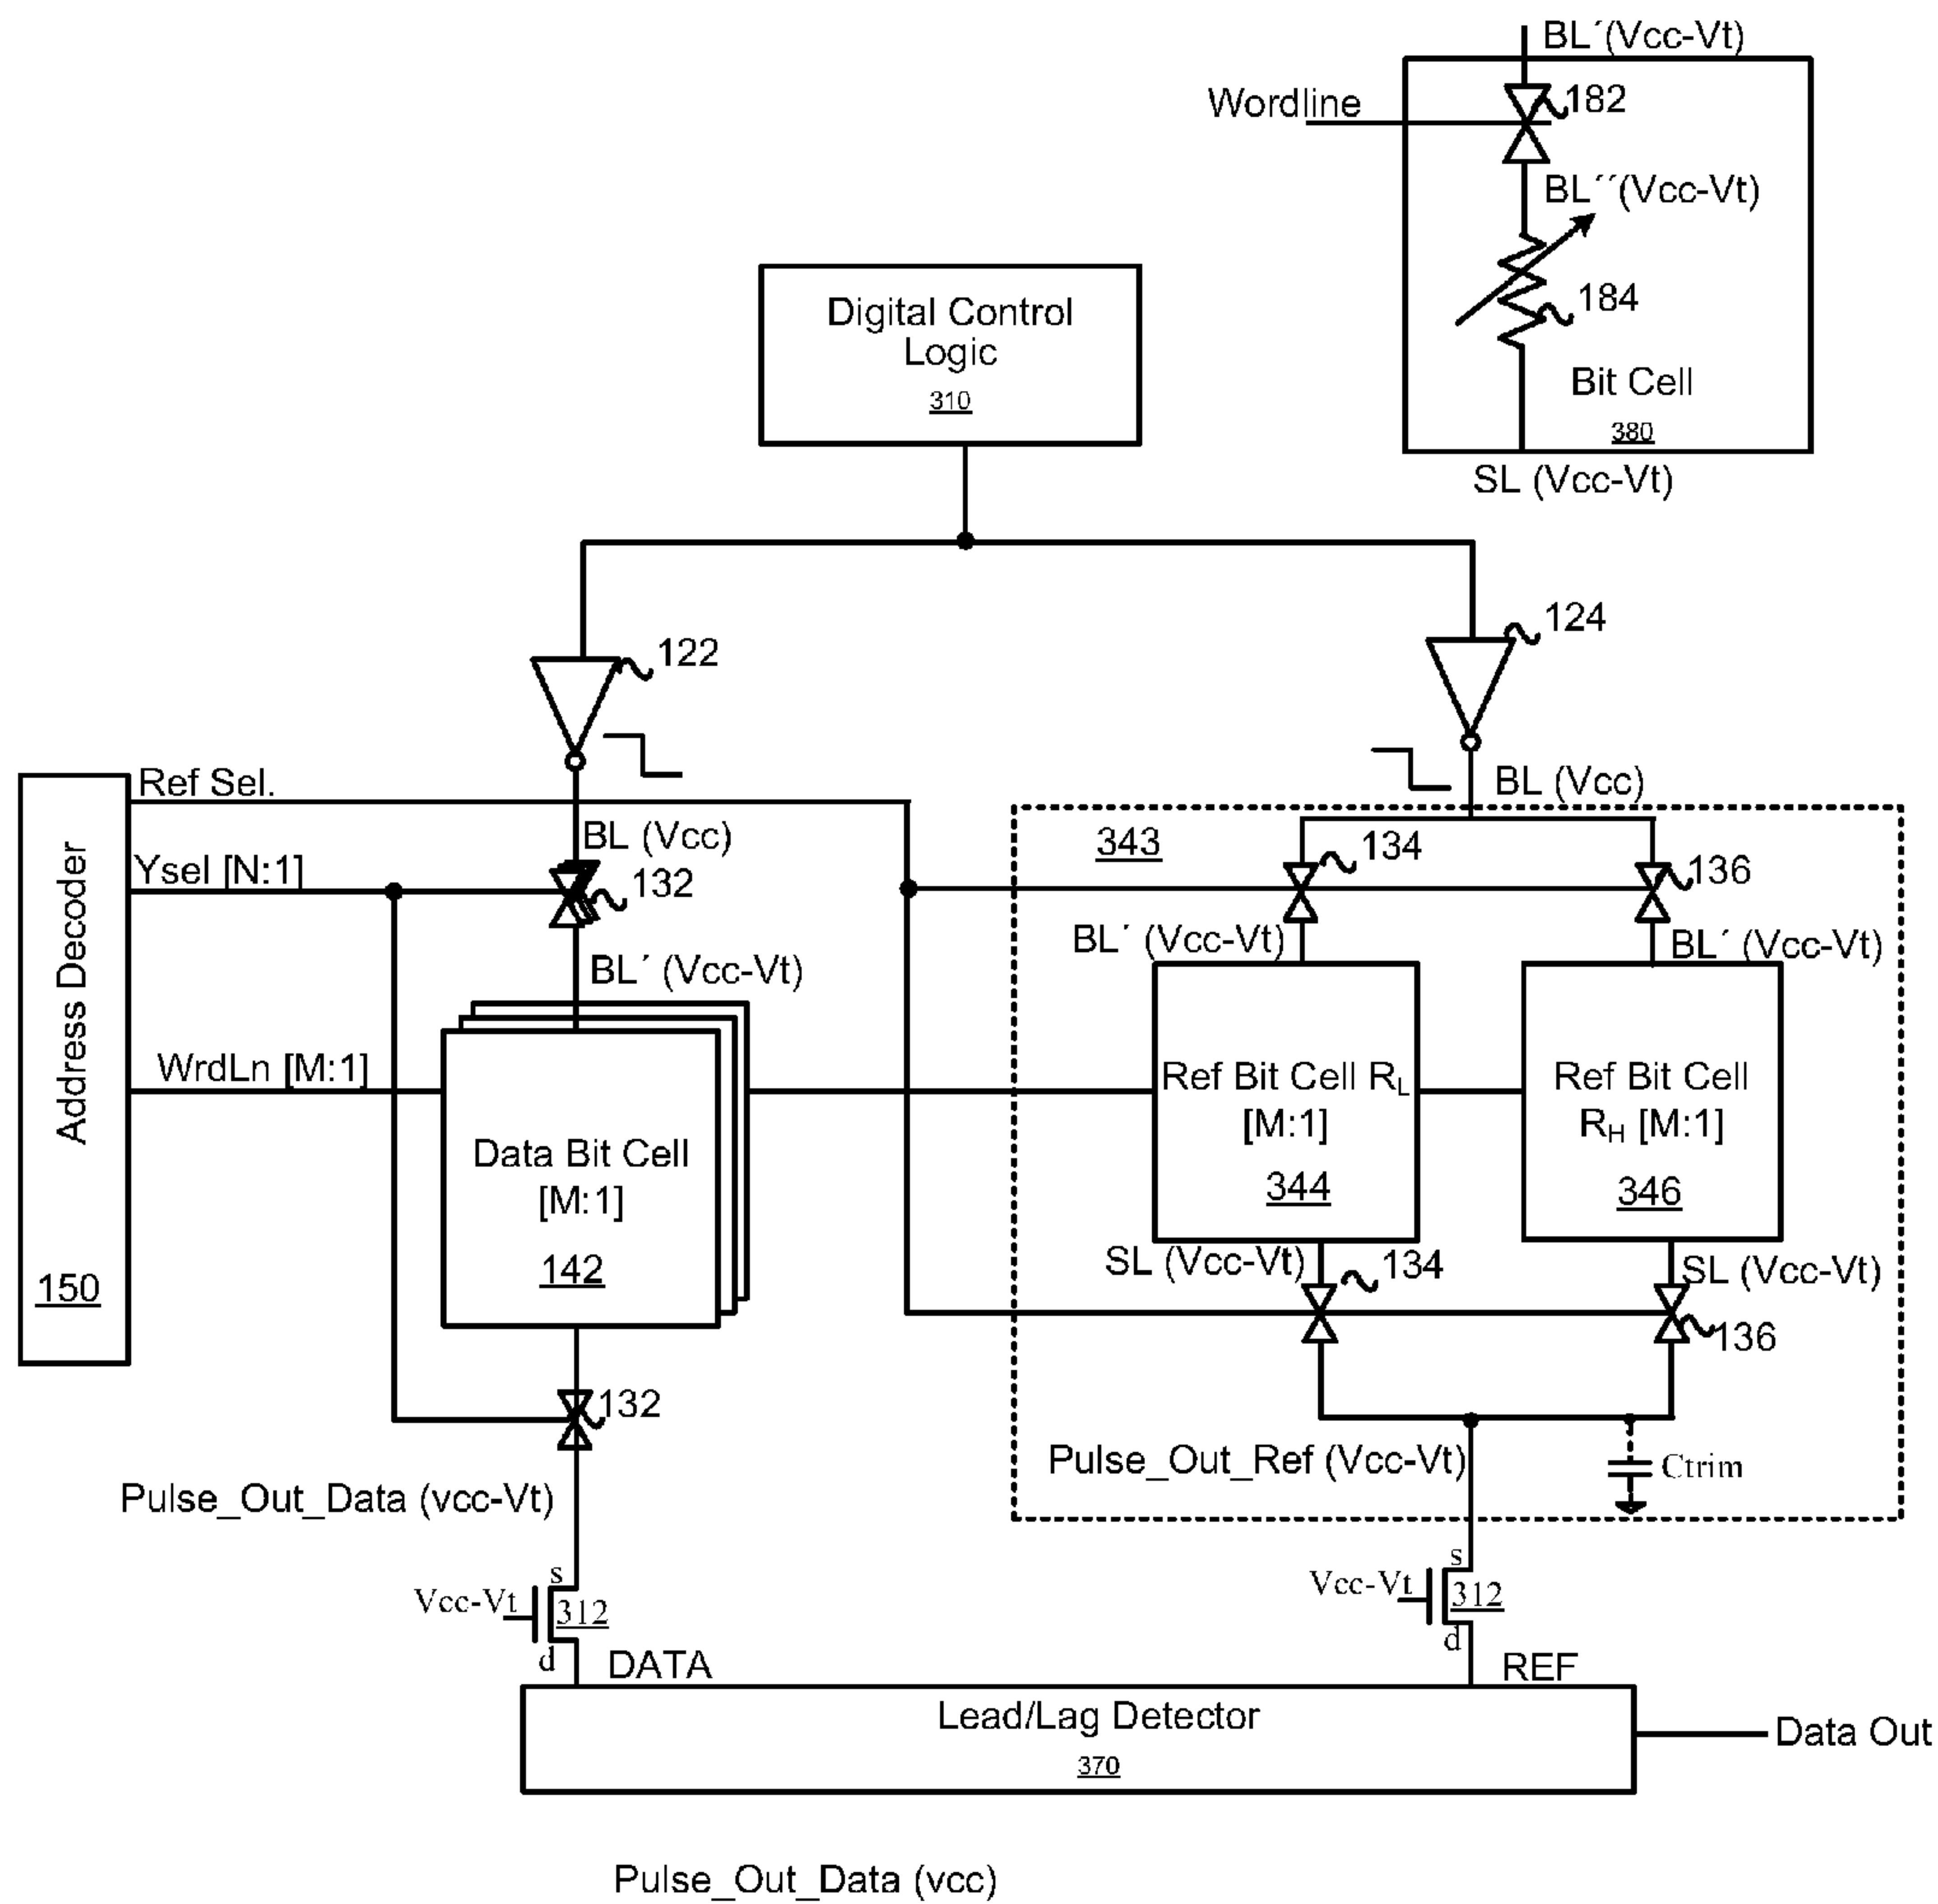 BL´(Vcc-Vt)
Wordline
182
BL´´(Vcc-Vt)
184
Bit Cell
380
SL (Vcc-Vt)
Digital Control
Logic
310
122
124
Ref Sel.
BL (Vcc)
BL (Vcc)
Ysel [N:1]
132
343
134
136
BL´ (Vcc-Vt)
BL´ (Vcc-Vt)
BL´ (Vcc-Vt)
Address Decoder
150
WrdLn [M:1]
Data Bit Cell
[M:1]
142
Ref Bit Cell RL
[M:1]
344
Ref Bit Cell
RH [M:1]
346
SL (Vcc-Vt)
134
SL (Vcc-Vt)
136
132
Pulse_Out_Data (vcc-Vt)
Pulse_Out_Ref (Vcc-Vt)
Ctrim
s
Vcc-Vt
312
d
s
Vcc-Vt
312
d
DATA
REF
Lead/Lag Detector
370
Data Out
Pulse_Out_Data (vcc)